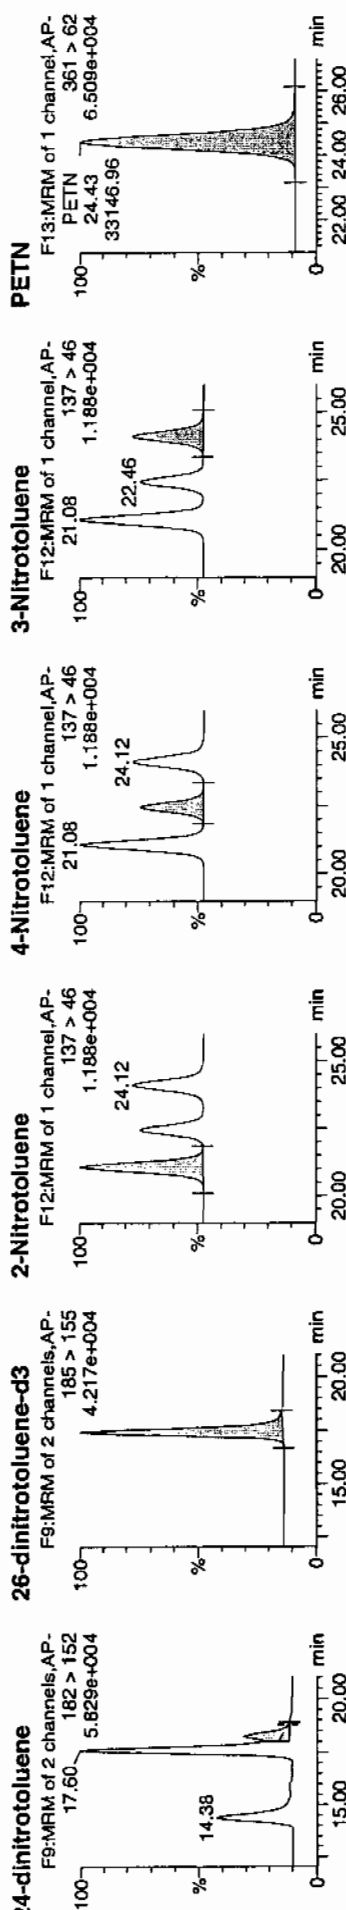 24-dinitrotoluene
F9:MRM of 2 channels,AP-
182 > 152
5.829e+004
17.60
14.38
100
%
0
15.00
20.00
min
26-dinitrotoluene-d3
F9:MRM of 2 channels,AP-
185 > 155
4.217e+004
100
%
0
15.00
20.00
min
2-Nitrotoluene
F12:MRM of 1 channel,AP-
137 > 46
1.188e+004
24.12
100
%
0
20.00
25.00
min
4-Nitrotoluene
F12:MRM of 1 channel,AP-
137 > 46
1.188e+004
21.08
24.12
100
%
0
20.00
25.00
min
3-Nitrotoluene
F12:MRM of 1 channel,AP-
137 > 46
1.188e+004
21.08
22.46
100
%
0
20.00
25.00
min
PETN
F13:MRM of 1 channel,AP-
361 > 62
6.509e+004
PETN
24.43
33146.96
100
%
0
22.00
24.00
26.00
min